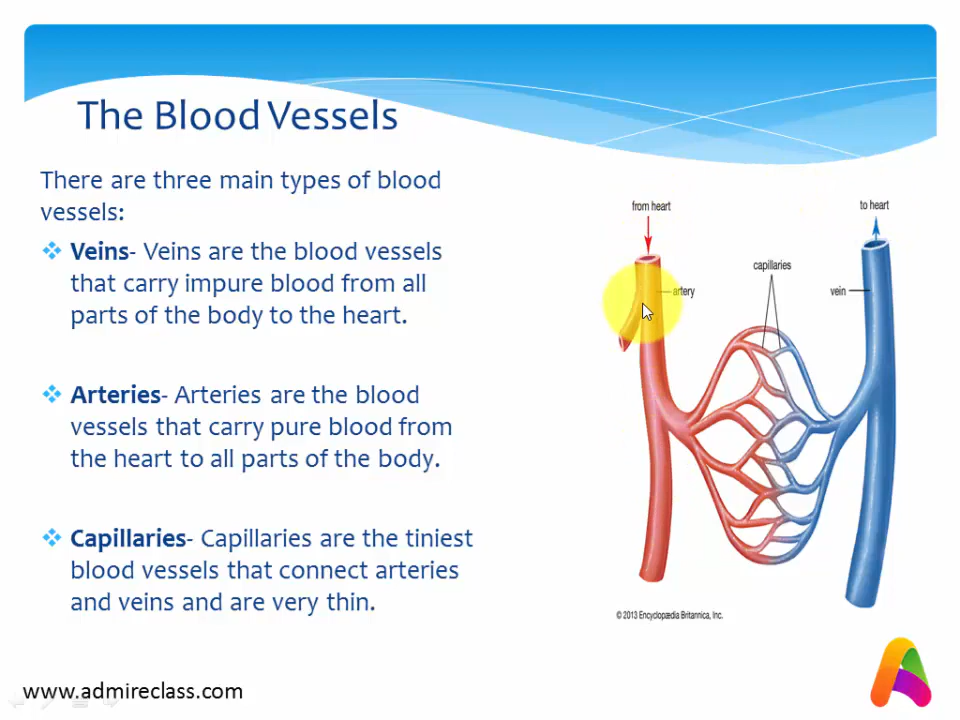 The Blood Vessels
There are three main types of blood
vessels:
❖ Veins- Veins are the blood vessels
that carry impure blood from all
parts of the body to the heart.
❖ Arteries- Arteries are the blood
vessels that carry pure blood from
the heart to all parts of the body.
❖ Capillaries- Capillaries are the tiniest
blood vessels that connect arteries
and veins and are very thin.
from heart
to heart
capillaries
artery
vein
© 2013 Encyclopædia Britannica, Inc.
www.admireclass.com